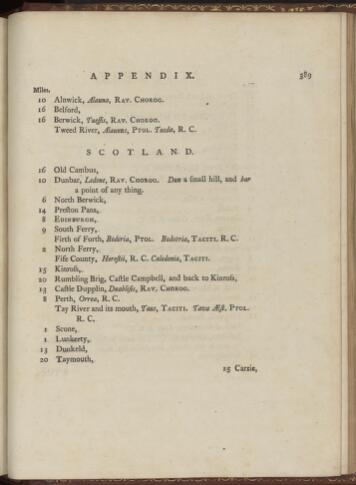 APPENDIX. 389
Miles.
10 Alnwick, Alauna, RAV. CHOROG.
16 Belford,
16 Berwick, Tueſſis, RAV. CHOROG.
Tweed River, Alaunus, PTOL. Tueda, R. C.
SCOTLAND.
16 Old Cambus,
10 Dunbar, Ledone, RAV. CHOROG. Dun a ſmall hill, and bar
a point of any thing.
6 North Berwick,
14 Preſton Pans,
8 EDINBURGH,
9 South Ferry,
Firth of Forth, Boderia, PTOL. Bodotria, TACITI. R. C.
2 North Ferry,
Fife County, Horeſtii, R. C. Caledonia, TACITI.
15 Kinroſs,
20 Rumbling Brig, Caſtle Campbell, and back to Kinroſs,
13 Caſtle Dupplin, Duabliſis, RAV. CHOROG.
8 Perth, Orrea, R. C.
Tay River and its mouth, Taus, TACITI. Tava Æſt. PTOL.
R. C.
1 Scone,
1 Lunkerty,
13 Dunkeld,
20 Taymouth,
15 Carzie,